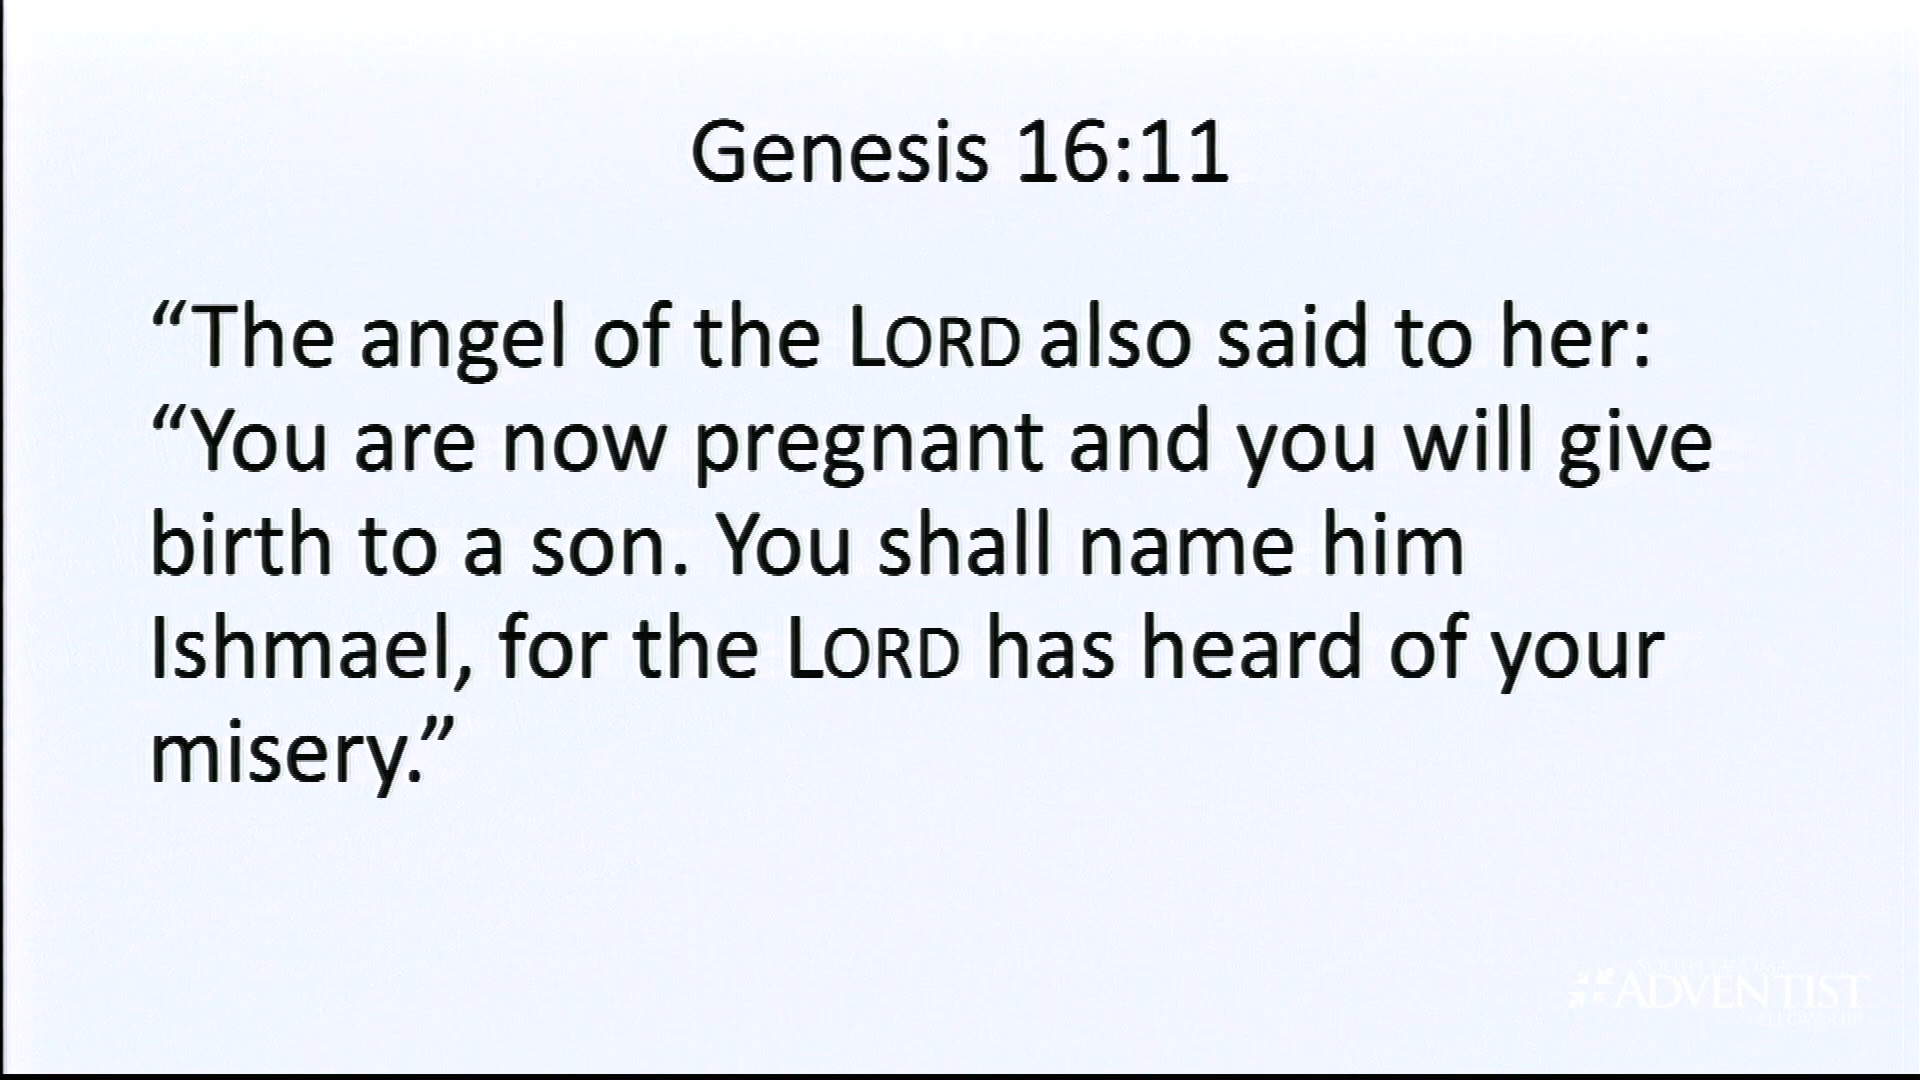 Genesis 16:11
“The angel of the LORD also said to her:
“You are now pregnant and you will give
birth to a son. You shall name him
Ishmael, for the LORD has heard of your
misery.”
ADVENTIST